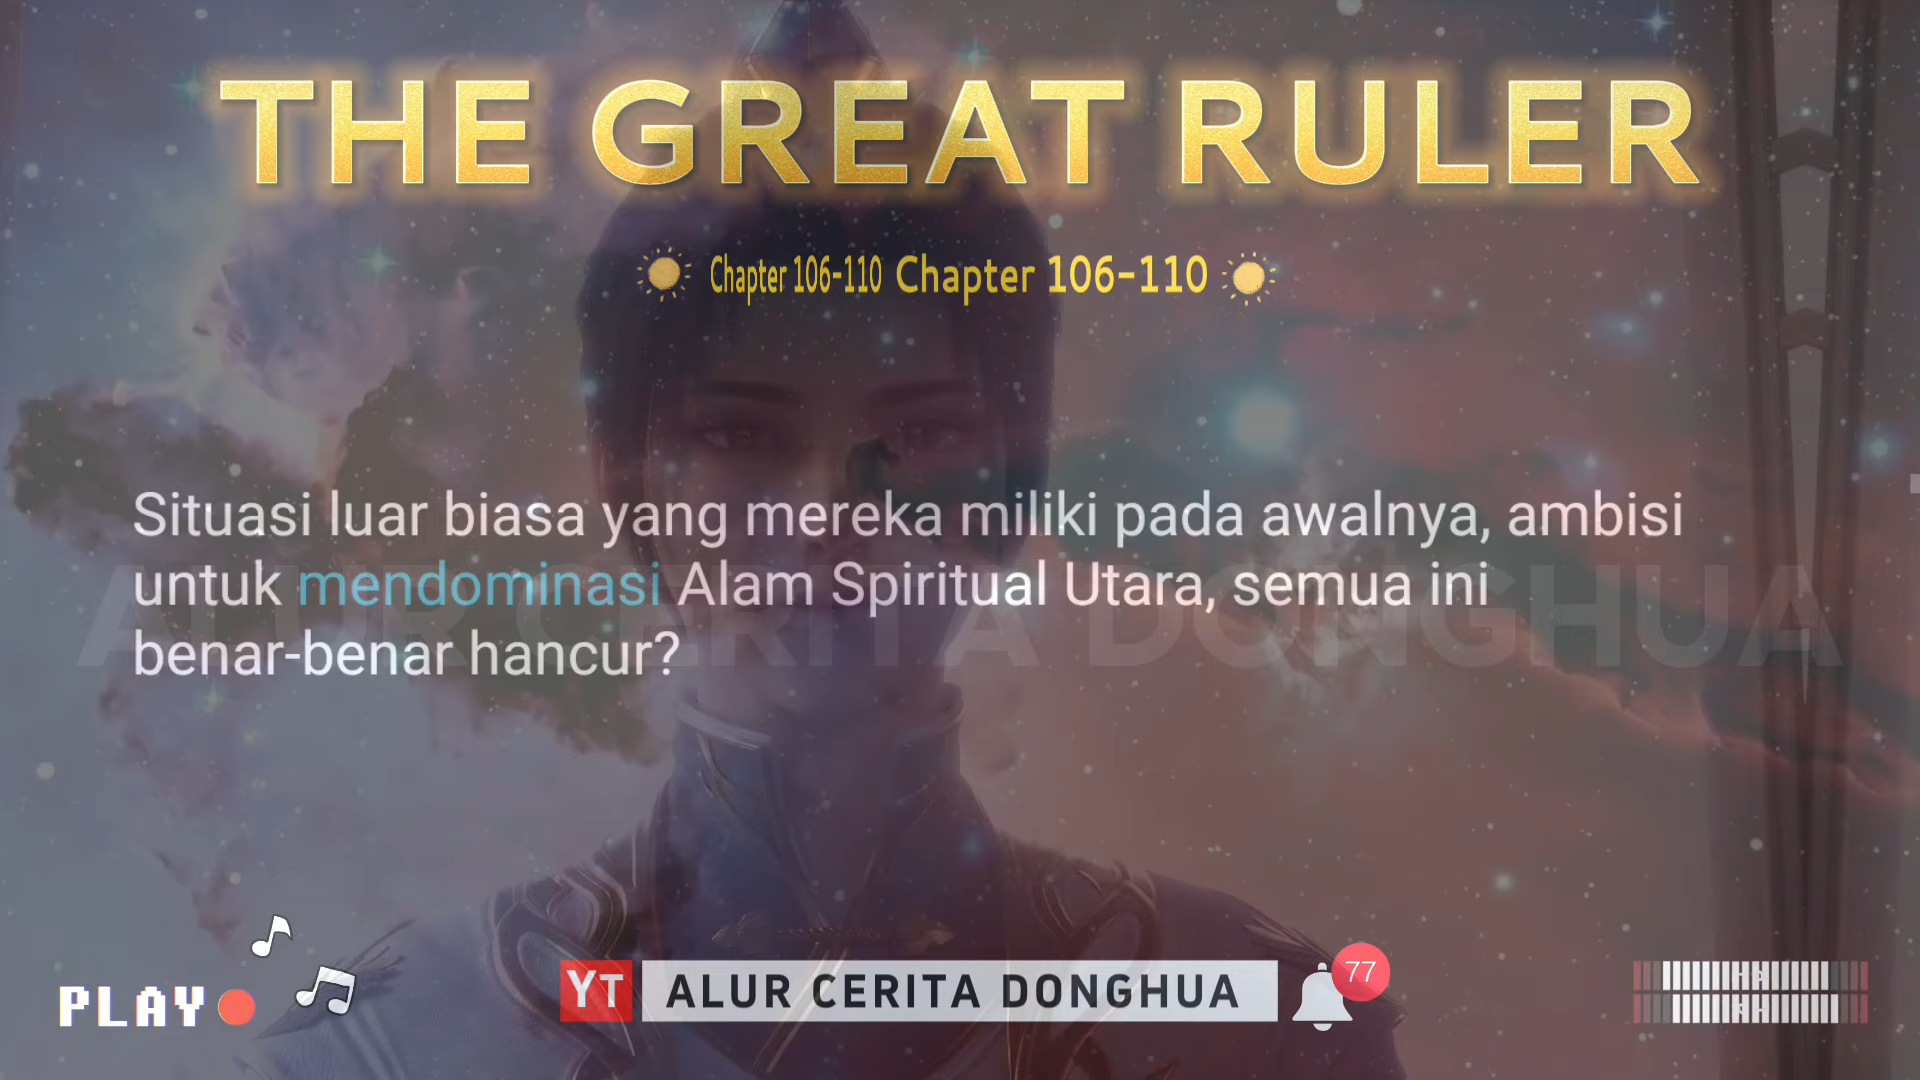 THE GREAT RULER
Chapter 106-110 Chapter 106-110
Situasi luar biasa yang mereka miliki pada awalnya, ambisi
untuk mendominasi Alam Spiritual Utara, semua ini
benar-benar hancur?
ALUR CERITA DONGHUA
PLAY
YT ALUR CERITA DONGHUA
77